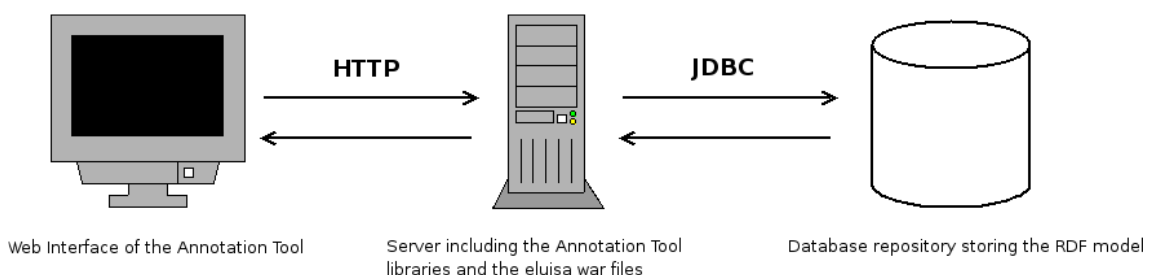 HTTP
JDBC
Web Interface of the Annotation Tool
Server including the Annotation Tool
libraries and the eluisa war files
Database repository storing the RDF model